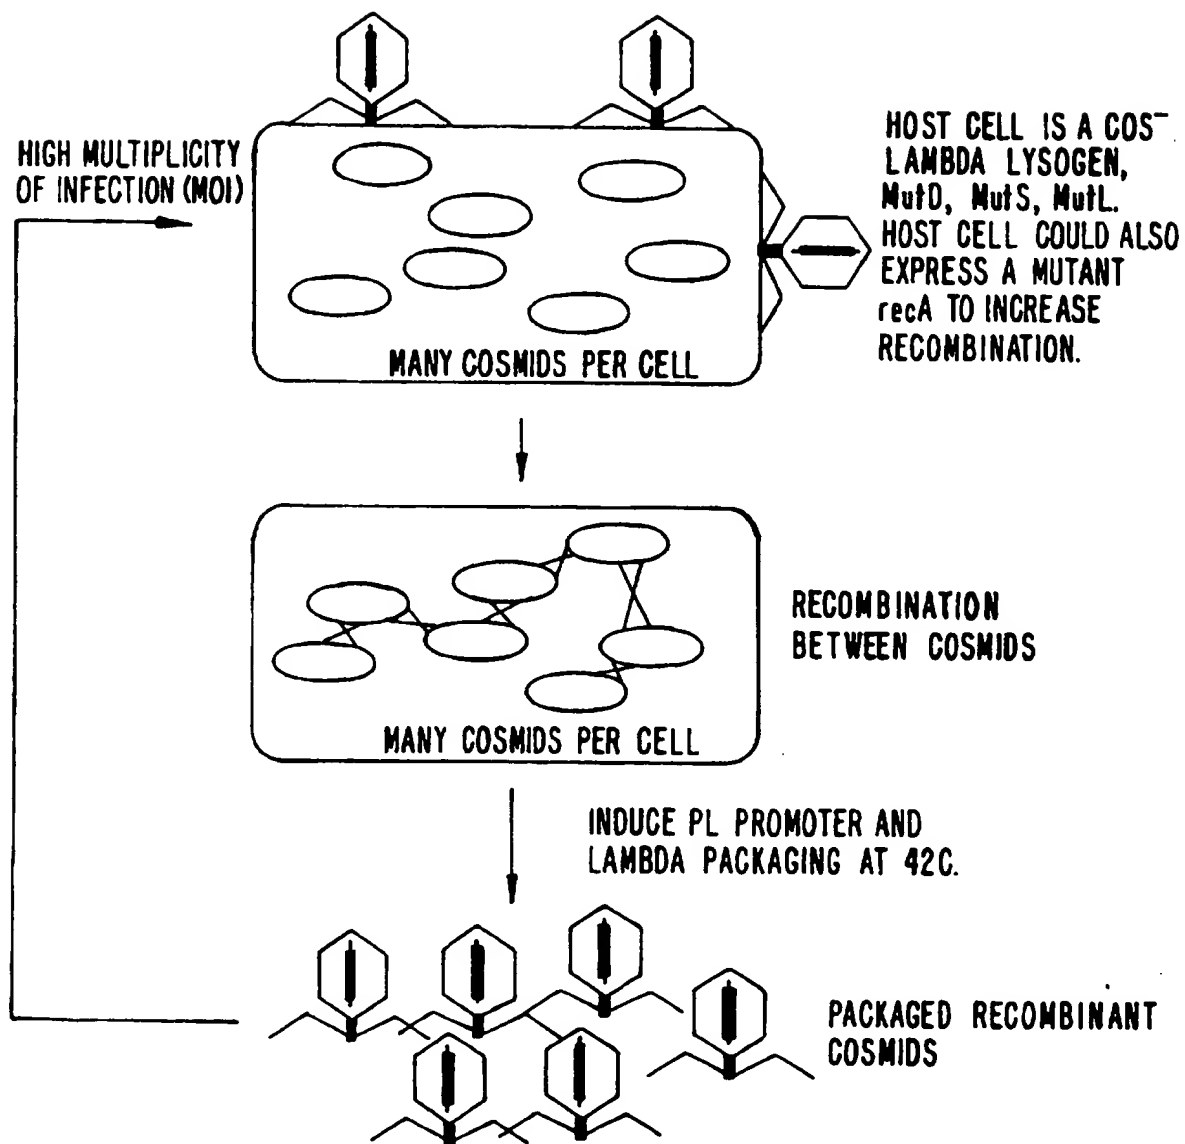 HIGH MULTIPLICITY
OF INFECTION (MOI)
HOST CELL IS A COS⁻
LAMBDA LYSOGEN,
MutD, MutS, MutL.
HOST CELL COULD ALSO
EXPRESS A MUTANT
recA TO INCREASE
RECOMBINATION.
MANY COSMIDS PER CELL
RECOMBINATION
BETWEEN COSMIDS
MANY COSMIDS PER CELL
INDUCE PL PROMOTER AND
LAMBDA PACKAGING AT 42C.
PACKAGED RECOMBINANT
COSMIDS